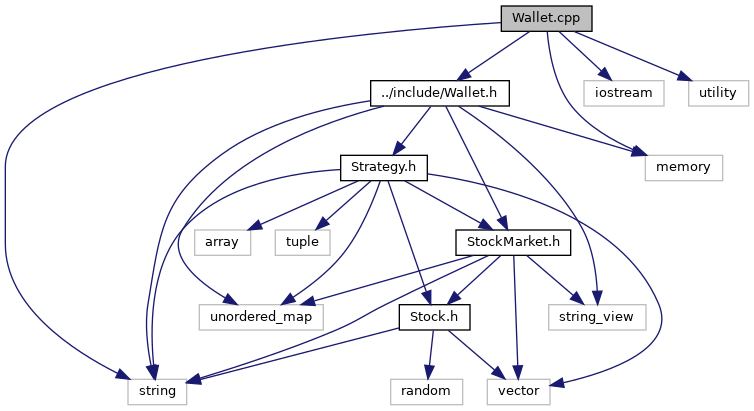 Wallet.cpp
../include/Wallet.h
iostream
utility
Strategy.h
memory
array
tuple
StockMarket.h
unordered_map
Stock.h
string_view
string
random
vector